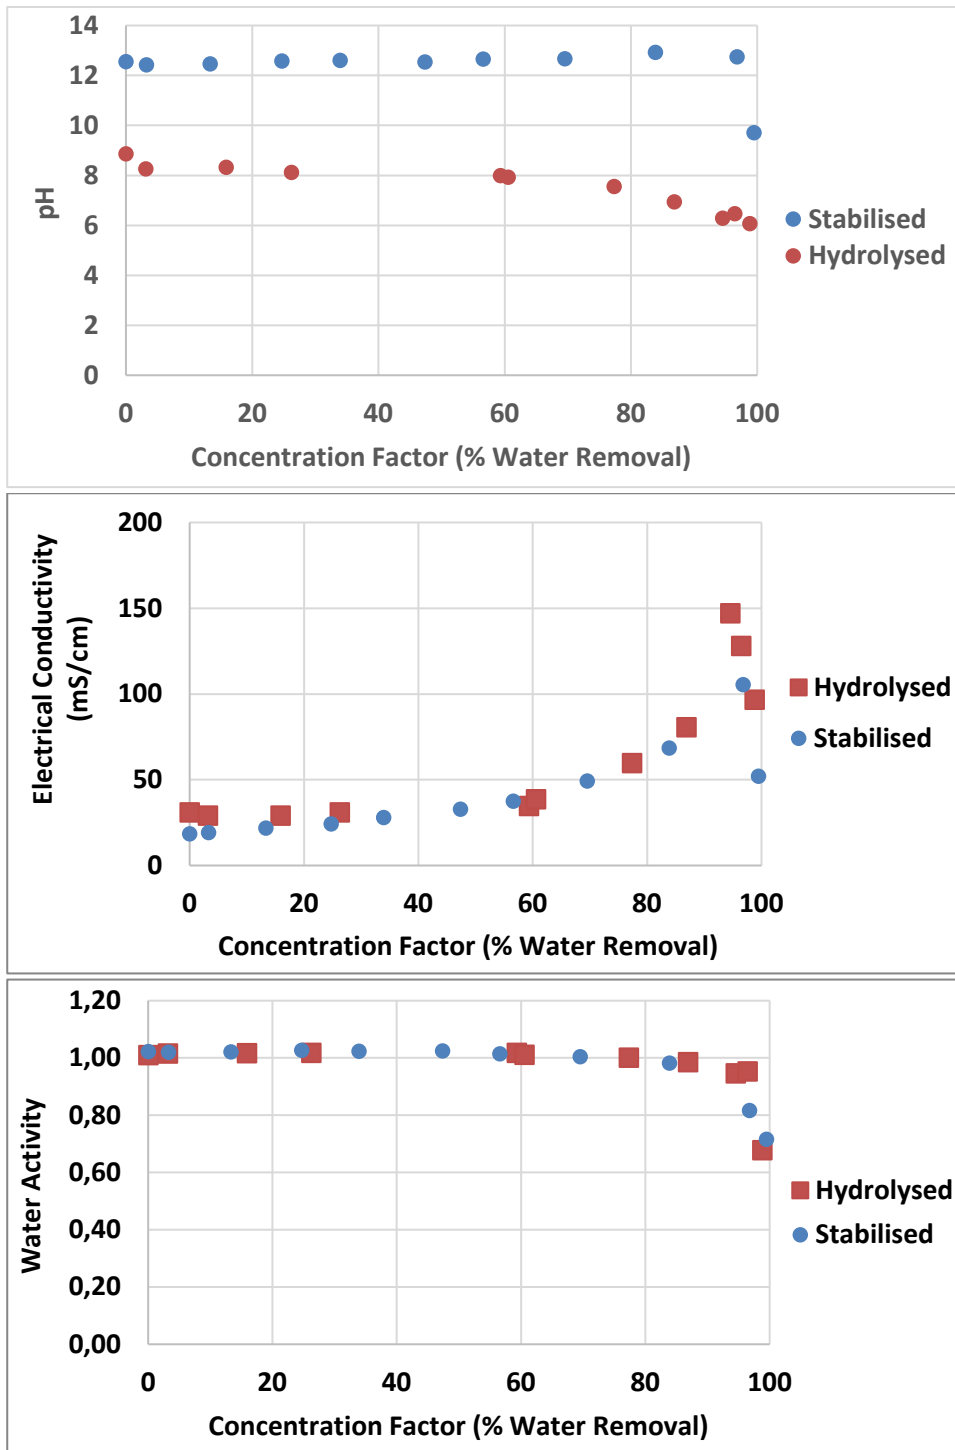 14
12
10
8
6
4
2
0
pH
0 20 40 60 80 100
Concentration Factor (% Water Removal)
Stabilised
Hydrolysed
200
150
100
50
0
Electrical Conductivity
(mS/cm)
0 20 40 60 80 100
Concentration Factor (% Water Removal)
Hydrolysed
Stabilised
1,20
1,00
0,80
0,60
0,40
0,20
0,00
Water Activity
0 20 40 60 80 100
Concentration Factor (% Water Removal)
Hydrolysed
Stabilised